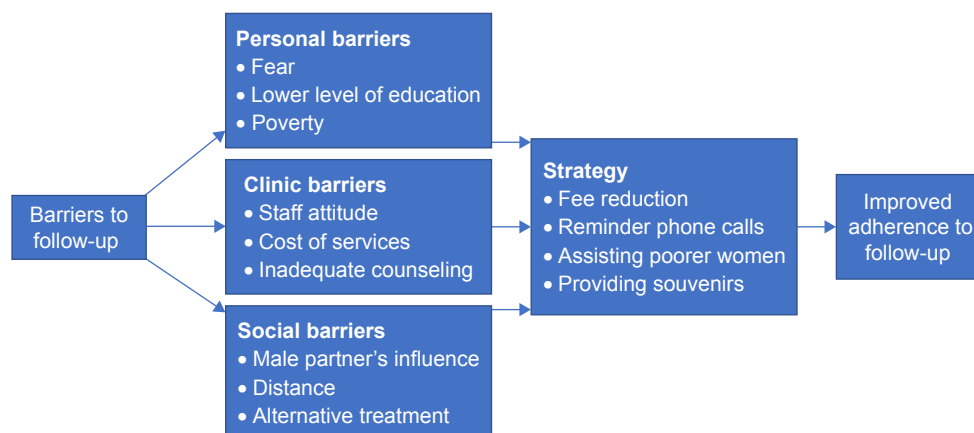 Barriers to
follow-up
Personal barriers
• Fear
• Lower level of education
• Poverty
Clinic barriers
• Staff attitude
• Cost of services
• Inadequate counseling
Social barriers
• Male partner's influence
• Distance
• Alternative treatment
Strategy
• Fee reduction
• Reminder phone calls
• Assisting poorer women
• Providing souvenirs
Improved
adherence to
follow-up